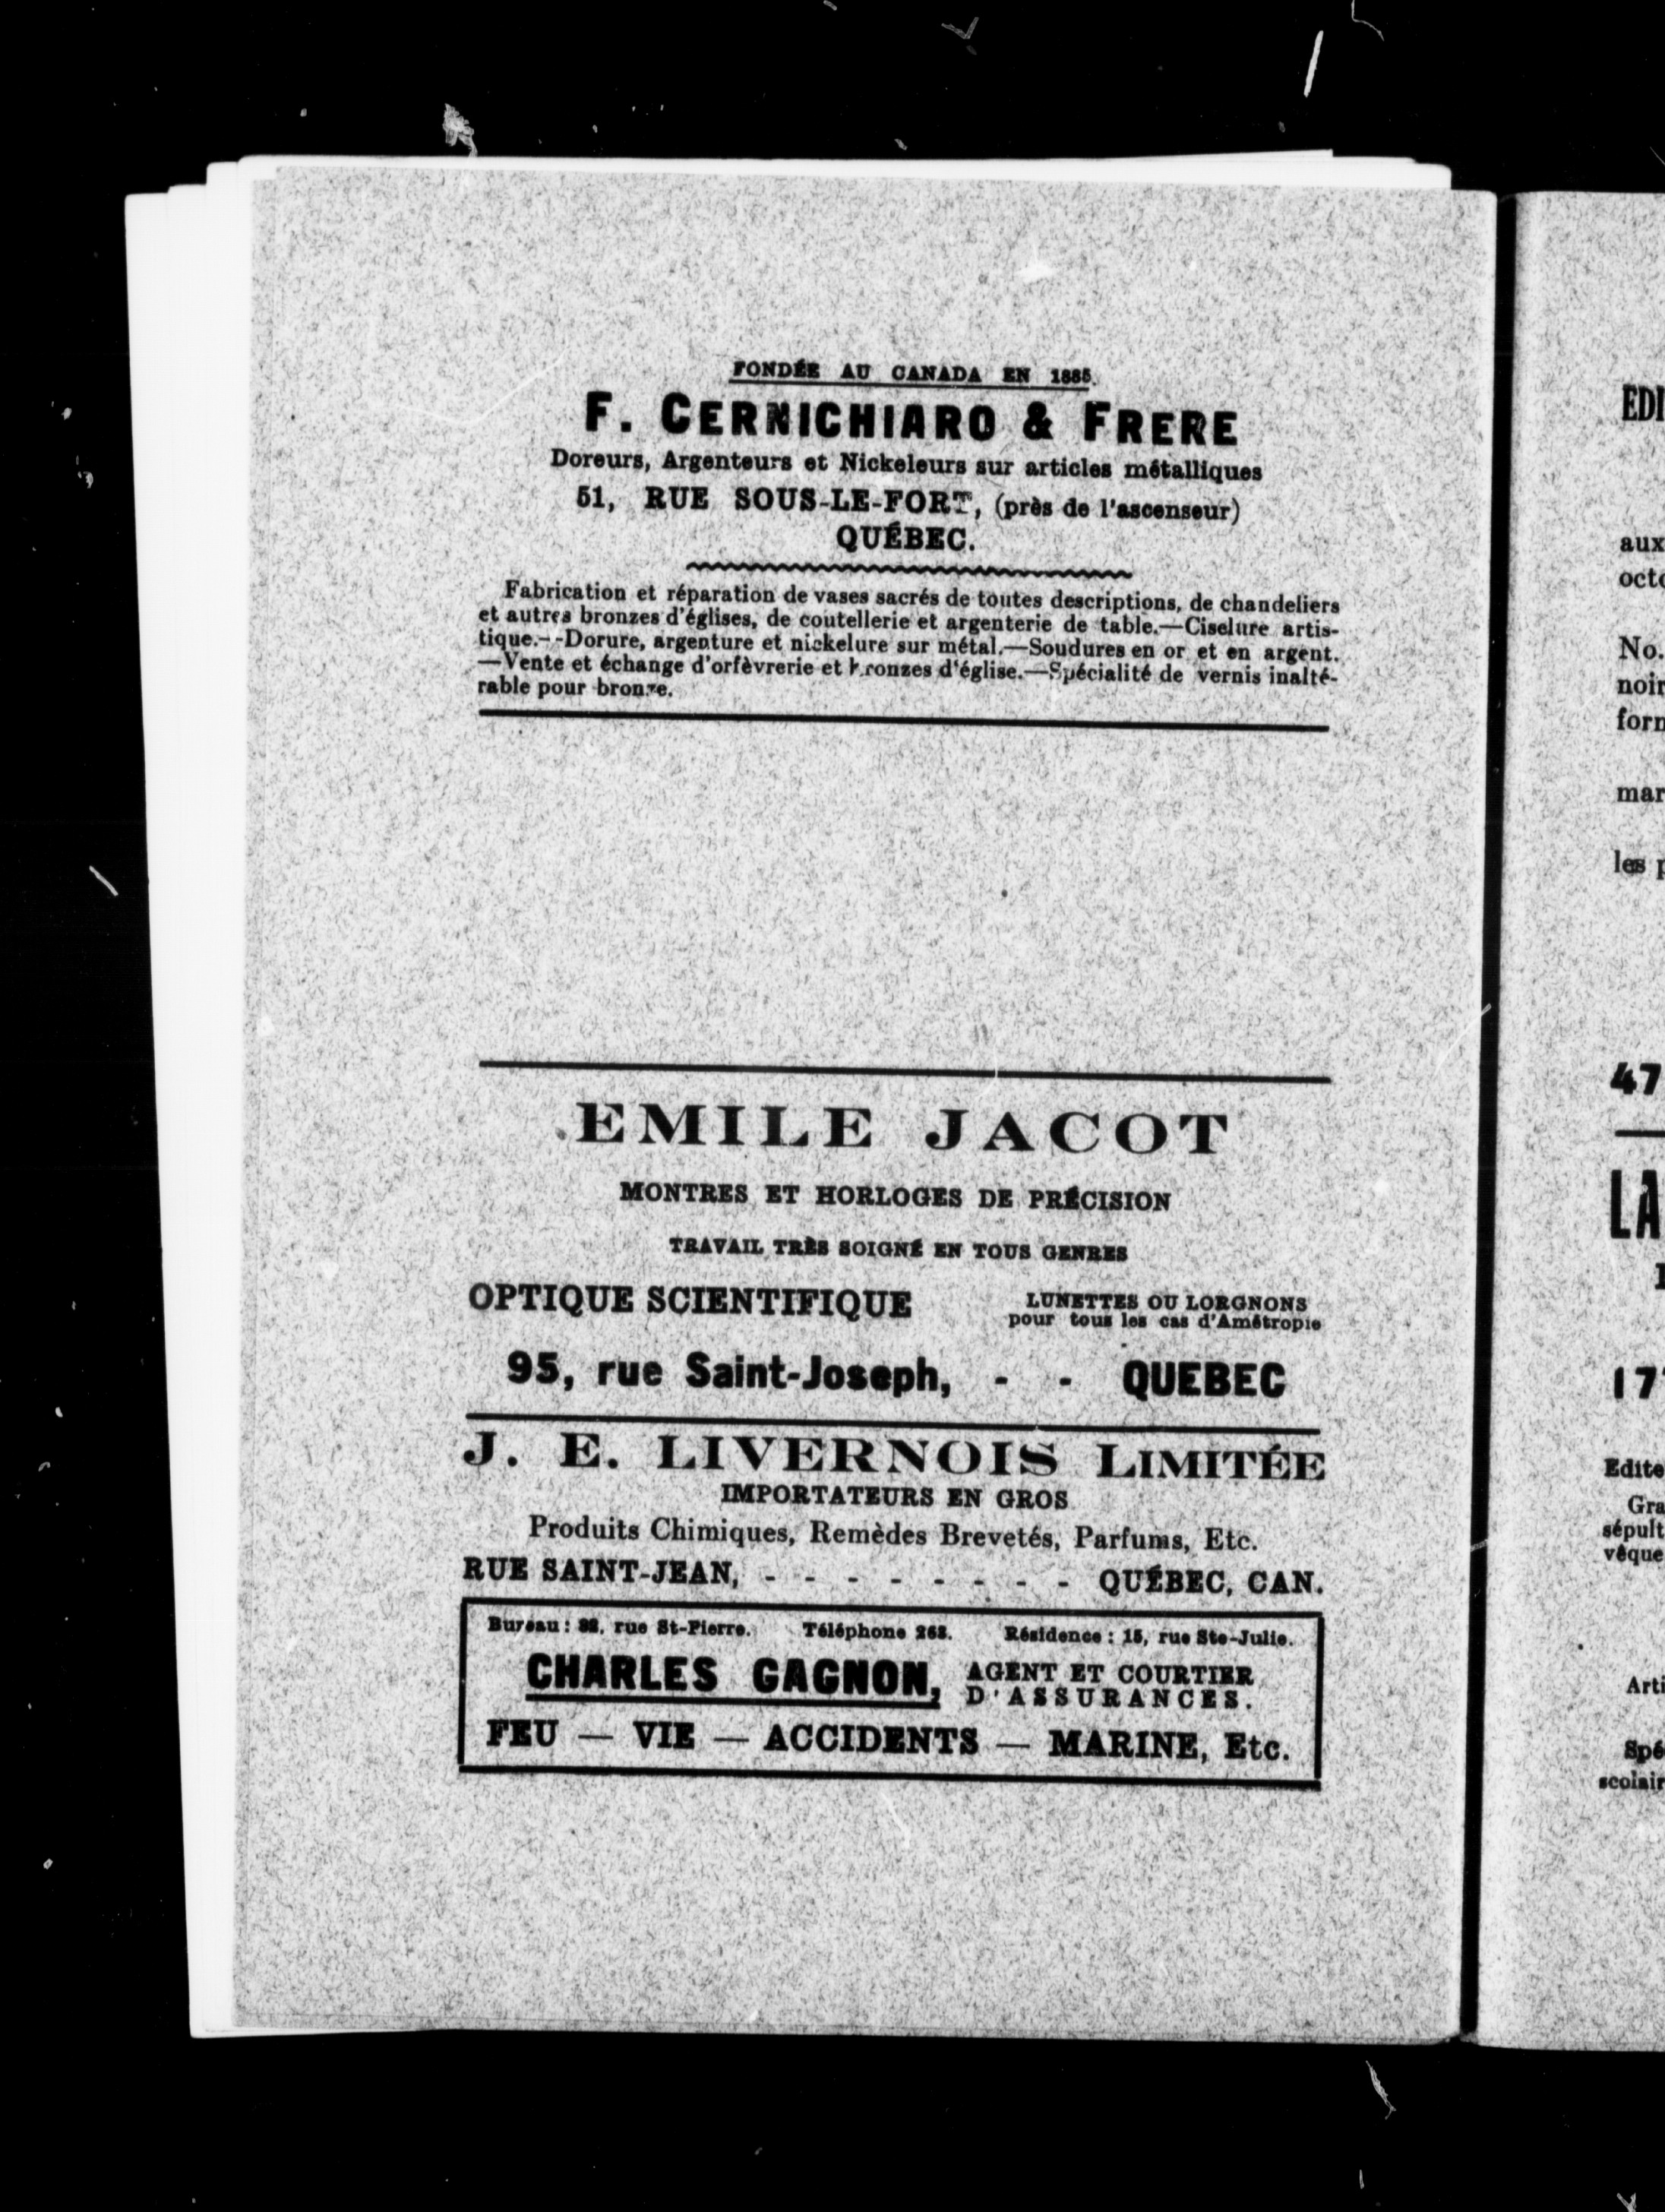 FONDÉE AU CANADA EN 1885.
F. CERNICHIARO & FRERE
Doreurs, Argenteurs et Nickeleurs sur articles métalliques
51, RUE SOUS-LE-FORT, (près de l'ascenseur)
QUÉBEC.
Fabrication et réparation de vases sacrés de toutes descriptions, de chandeliers
et autres bronzes d'églises, de coutellerie et argenterie de table.—Ciselure artis-
tique.--Dorure, argenture et nickelure sur métal.—Soudures en or et en argent.
—Vente et échange d'orfèvrerie et bronzes d'église.—Spécialité de vernis inalté-
rable pour bronze.
EMILE JACOT
MONTRES ET HORLOGES DE PRÉCISION
TRAVAIL TRÈS SOIGNÉ EN TOUS GENRES
OPTIQUE SCIENTIFIQUE LUNETTES OU LORGNONS
pour tous les cas d'Amétropie
95, rue Saint-Joseph, - - QUEBEC
J. E. LIVERNOIS LIMITÉE
IMPORTATEURS EN GROS
Produits Chimiques, Remèdes Brevetés, Parfums, Etc.
RUE SAINT-JEAN, - - - - - - - - QUÉBEC, CAN.
Bureau: rue St-Pierre. Téléphone 268. Résidence: 15, rue Ste-Julie.
CHARLES GAGNON, AGENT ET COURTIER
D'ASSURANCES.
FEU — VIE — ACCIDENTS — MARINE, Etc.
EDI
aux
octo
No.
noir
form
mar
les p
47
LA
17
Edite
Gra
sépult
vêque
Arti
Spé
scolair